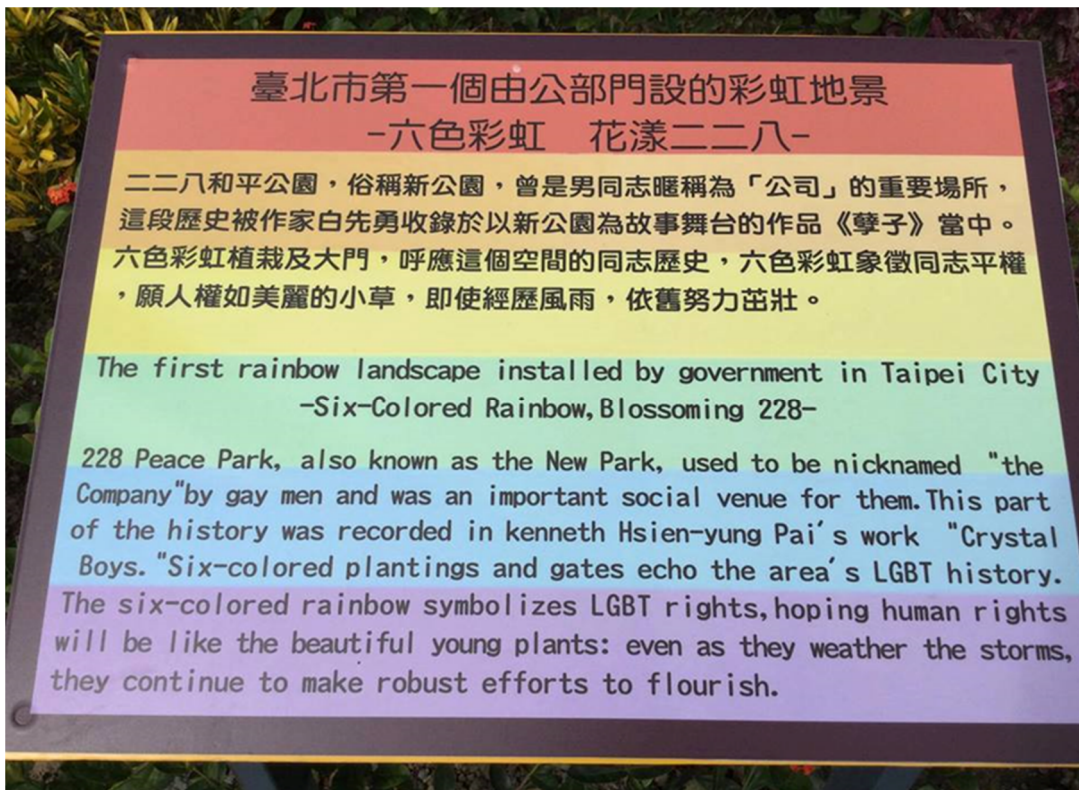 臺北市第一個由公部門設的彩虹地景
-六色彩虹　花漾二二八-
二二八和平公園，俗稱新公園，曾是男同志暱稱為「公司」的重要場所，
這段歷史被作家白先勇收錄於以新公園為故事舞台的作品《孽子》當中。
六色彩虹植栽及大門，呼應這個空間的同志歷史，六色彩虹象徵同志平權
，願人權如美麗的小草，即使經歷風雨，依舊努力茁壯。
The first rainbow landscape installed by government in Taipei City
-Six-Colored Rainbow,Blossoming 228-
228 Peace Park, also known as the New Park, used to be nicknamed "the
Company"by gay men and was an important social venue for them.This part
of the history was recorded in kenneth Hsien-yung Pai's work "Crystal
Boys."Six-colored plantings and gates echo the area's LGBT history.
The six-colored rainbow symbolizes LGBT rights,hoping human rights
will be like the beautiful young plants: even as they weather the storms,
they continue to make robust efforts to flourish.